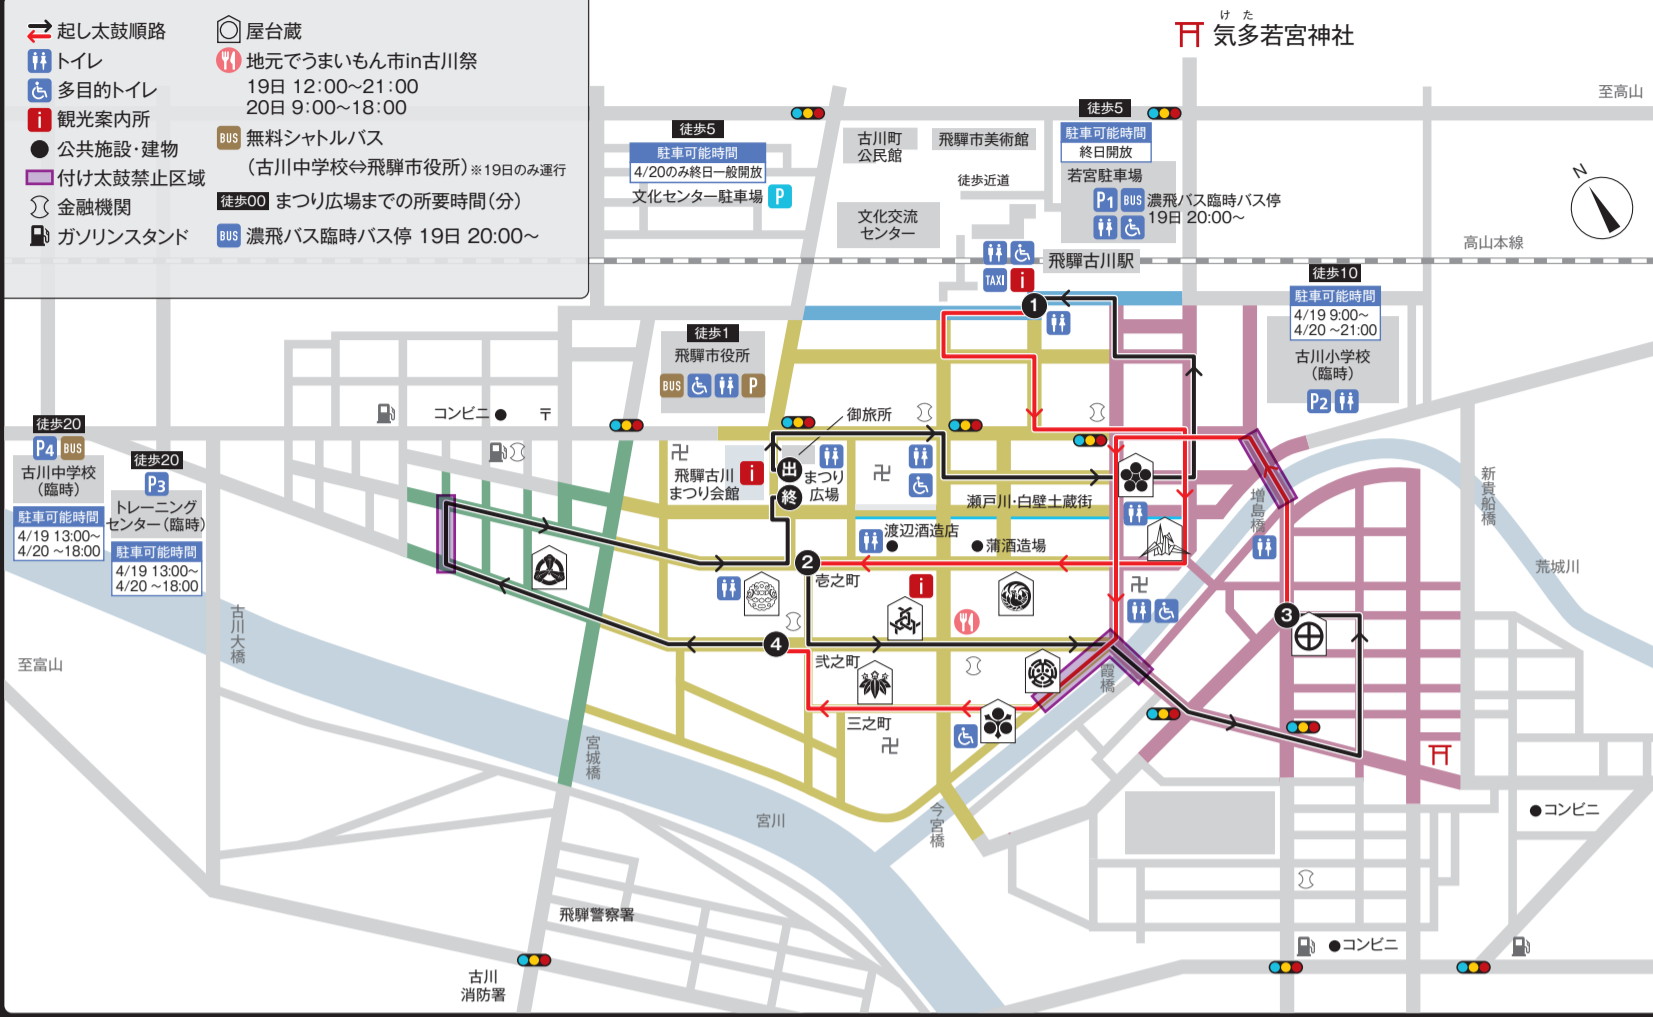 起し太鼓順路
トイレ
多目的トイレ
i 観光案内所
公共施設・建物
付け太鼓禁止区域
金融機関
ガソリンスタンド
屋台蔵
地元でうまいもん市in古川祭
19日 12:00〜21:00
20日 9:00〜18:00
BUS 無料シャトルバス
(古川中学校⇔飛騨市役所)※19日のみ運行
徒歩00 まつり広場までの所要時間(分)
BUS 濃飛バス臨時バス停 19日 20:00〜
けた
気多若宮神社
至高山
N
高山本線
徒歩5
駐車可能時間
4/20のみ終日一般開放
文化センター駐車場 P
古川町
公民館
飛騨市美術館
徒歩近道
文化交流
センター
徒歩5
駐車可能時間
終日開放
若宮駐車場
P1 BUS 濃飛バス臨時バス停
19日 20:00〜
飛騨古川駅
TAXI i
1
徒歩10
駐車可能時間
4/19 9:00〜
4/20 〜21:00
古川小学校
(臨時)
P2
徒歩1
飛騨市役所
BUS P
コンビニ
〒
御旅所
徒歩20
P4 BUS
古川中学校
(臨時)
駐車可能時間
4/19 13:00〜
4/20 〜18:00
徒歩20
P3
トレーニング
センター(臨時)
駐車可能時間
4/19 13:00〜
4/20 〜18:00
卍
飛騨古川
まつり会館
i
出
終
まつり
広場
卍
瀬戸川・白壁土蔵街
増島橋
新貴船橋
荒城川
渡辺酒造店
蒲酒造場
2
壱之町
i
卍
3
古川大橋
至富山
4
弐之町
霞橋
三之町
卍
宮城橋
宮川
今宮橋
コンビニ
飛騨警察署
古川
消防署
コンビニ